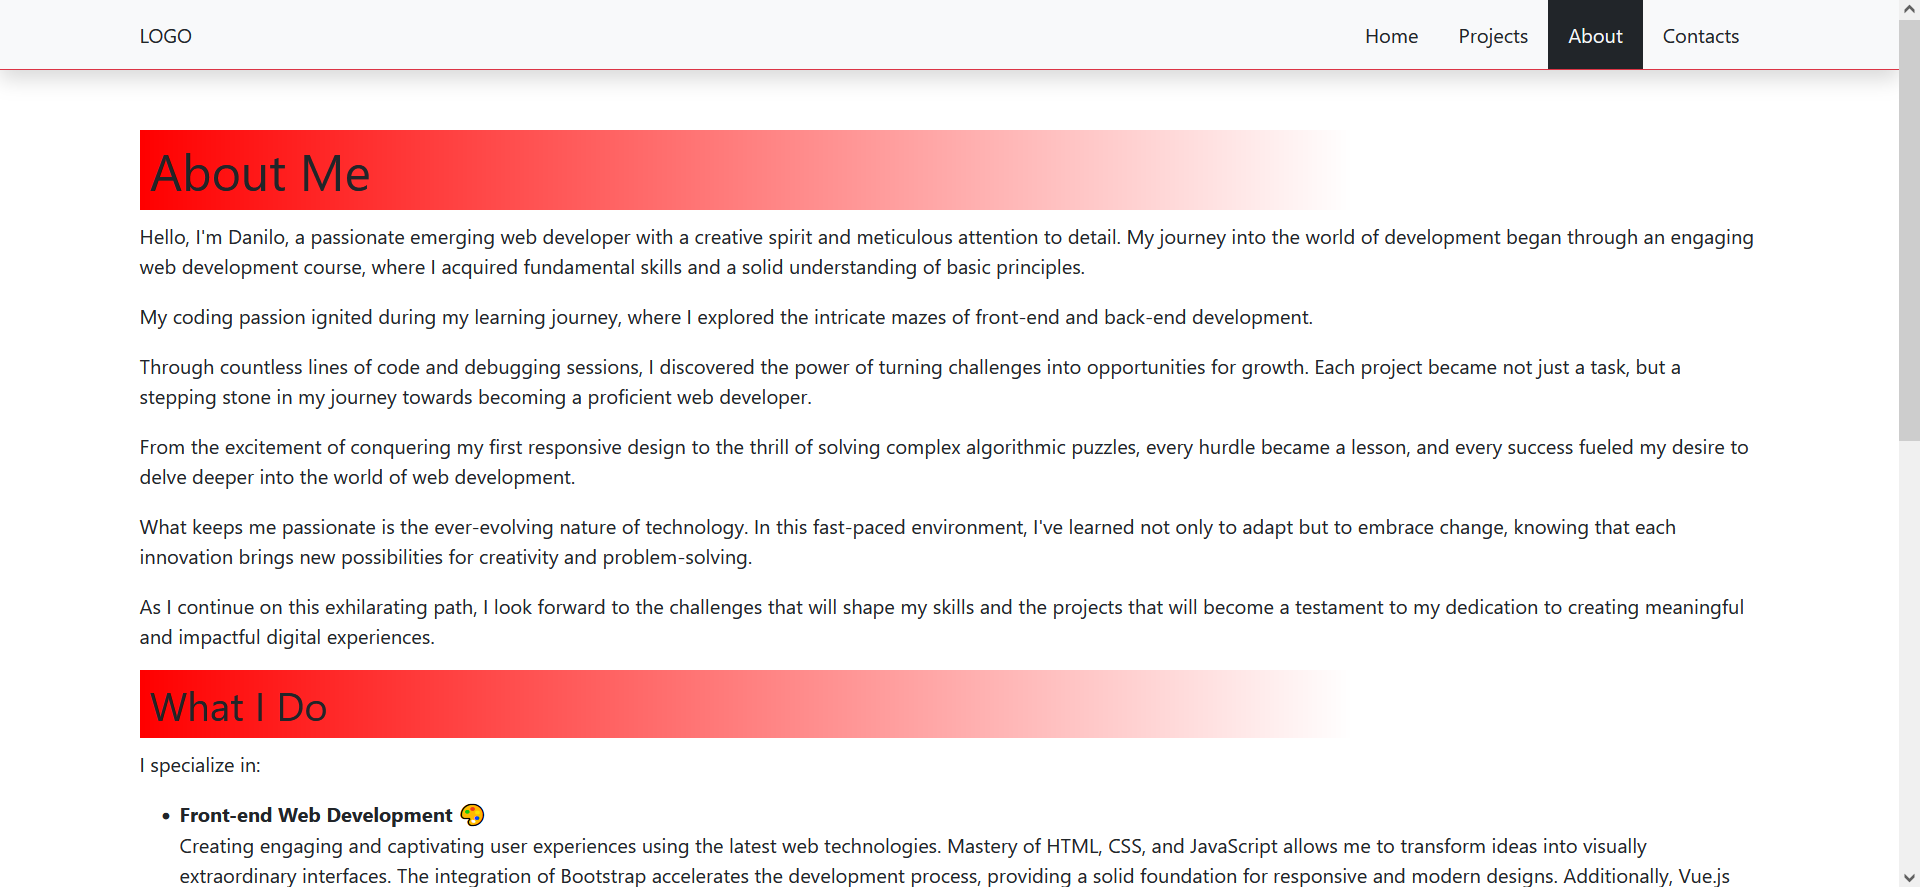 LOGO
Home Projects About Contacts
About Me
Hello, I'm Danilo, a passionate emerging web developer with a creative spirit and meticulous attention to detail. My journey into the world of development began through an engaging
web development course, where I acquired fundamental skills and a solid understanding of basic principles.
My coding passion ignited during my learning journey, where I explored the intricate mazes of front-end and back-end development.
Through countless lines of code and debugging sessions, I discovered the power of turning challenges into opportunities for growth. Each project became not just a task, but a
stepping stone in my journey towards becoming a proficient web developer.
From the excitement of conquering my first responsive design to the thrill of solving complex algorithmic puzzles, every hurdle became a lesson, and every success fueled my desire to
delve deeper into the world of web development.
What keeps me passionate is the ever-evolving nature of technology. In this fast-paced environment, I've learned not only to adapt but to embrace change, knowing that each
innovation brings new possibilities for creativity and problem-solving.
As I continue on this exhilarating path, I look forward to the challenges that will shape my skills and the projects that will become a testament to my dedication to creating meaningful
and impactful digital experiences.
What I Do
I specialize in:
• Front-end Web Development 🎨
Creating engaging and captivating user experiences using the latest web technologies. Mastery of HTML, CSS, and JavaScript allows me to transform ideas into visually
extraordinary interfaces. The integration of Bootstrap accelerates the development process, providing a solid foundation for responsive and modern designs. Additionally, Vue.js